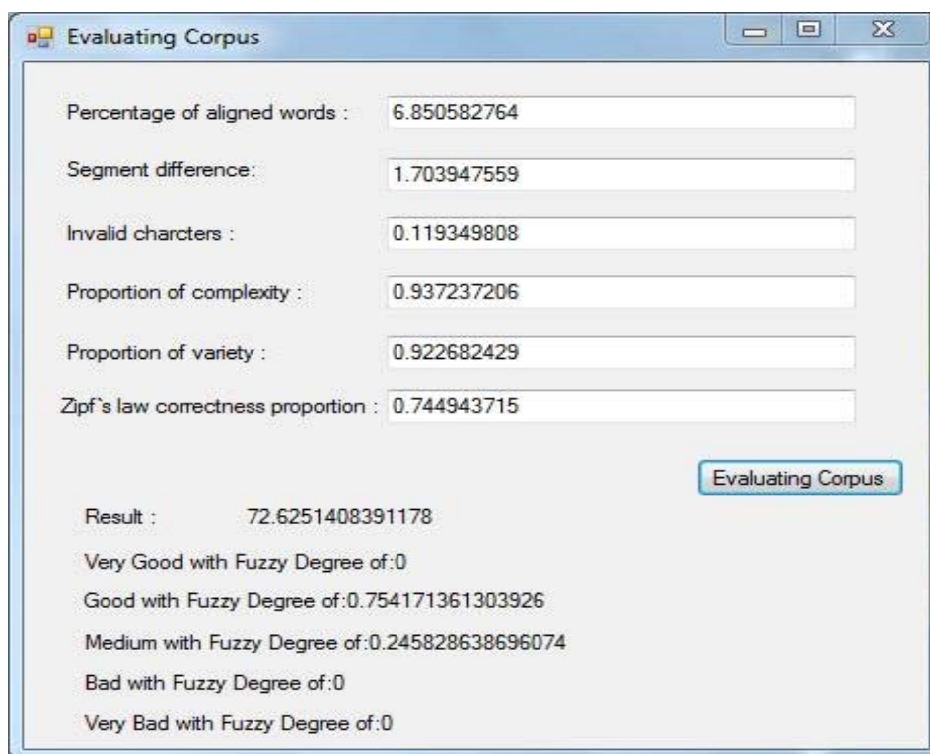 Evaluating Corpus
Percentage of aligned words : 6.850582764
Segment difference: 1.703947559
Invalid charcters : 0.119349808
Proportion of complexity : 0.937237206
Proportion of variety : 0.922682429
Zipf`s law correctness proportion : 0.744943715
Evaluating Corpus
Result : 72.6251408391178
Very Good with Fuzzy Degree of:0
Good with Fuzzy Degree of:0.754171361303926
Medium with Fuzzy Degree of:0.245828638696074
Bad with Fuzzy Degree of:0
Very Bad with Fuzzy Degree of:0